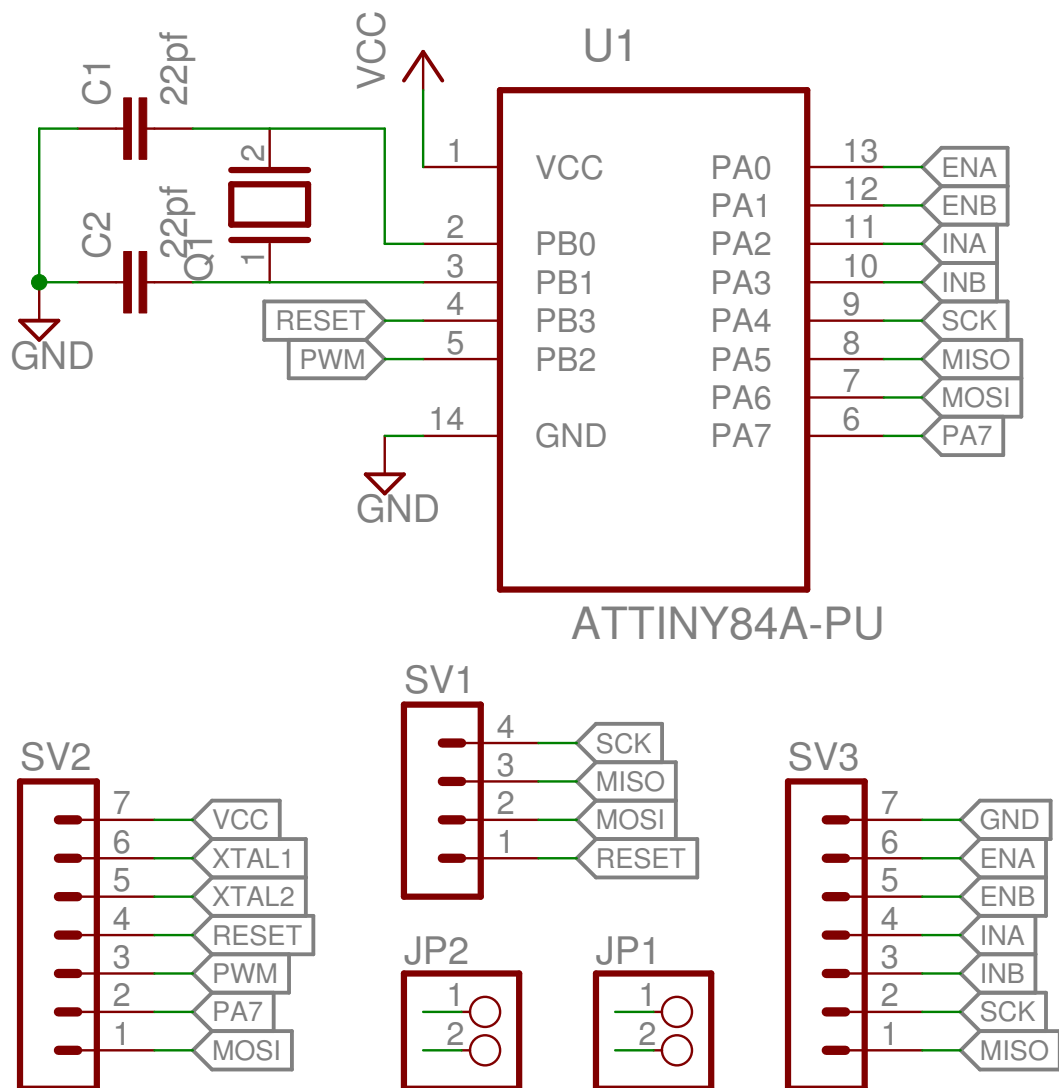 U1
VCC
C1
22pf
C2
22pf
Q1
2
1
GND
1 VCC
2 PB0
3 PB1
RESET 4 PB3
PWM 5 PB2
14 GND
GND
PA0 13 ENA
PA1 12 ENB
PA2 11 INA
PA3 10 INB
PA4 9 SCK
PA5 8 MISO
PA6 7 MOSI
PA7 6 PA7
ATTINY84A-PU
SV2
7 VCC
6 XTAL1
5 XTAL2
4 RESET
3 PWM
2 PA7
1 MOSI
SV1
4 SCK
3 MISO
2 MOSI
1 RESET
JP2
1
2
JP1
1
2
SV3
7 GND
6 ENA
5 ENB
4 INA
3 INB
2 SCK
1 MISO